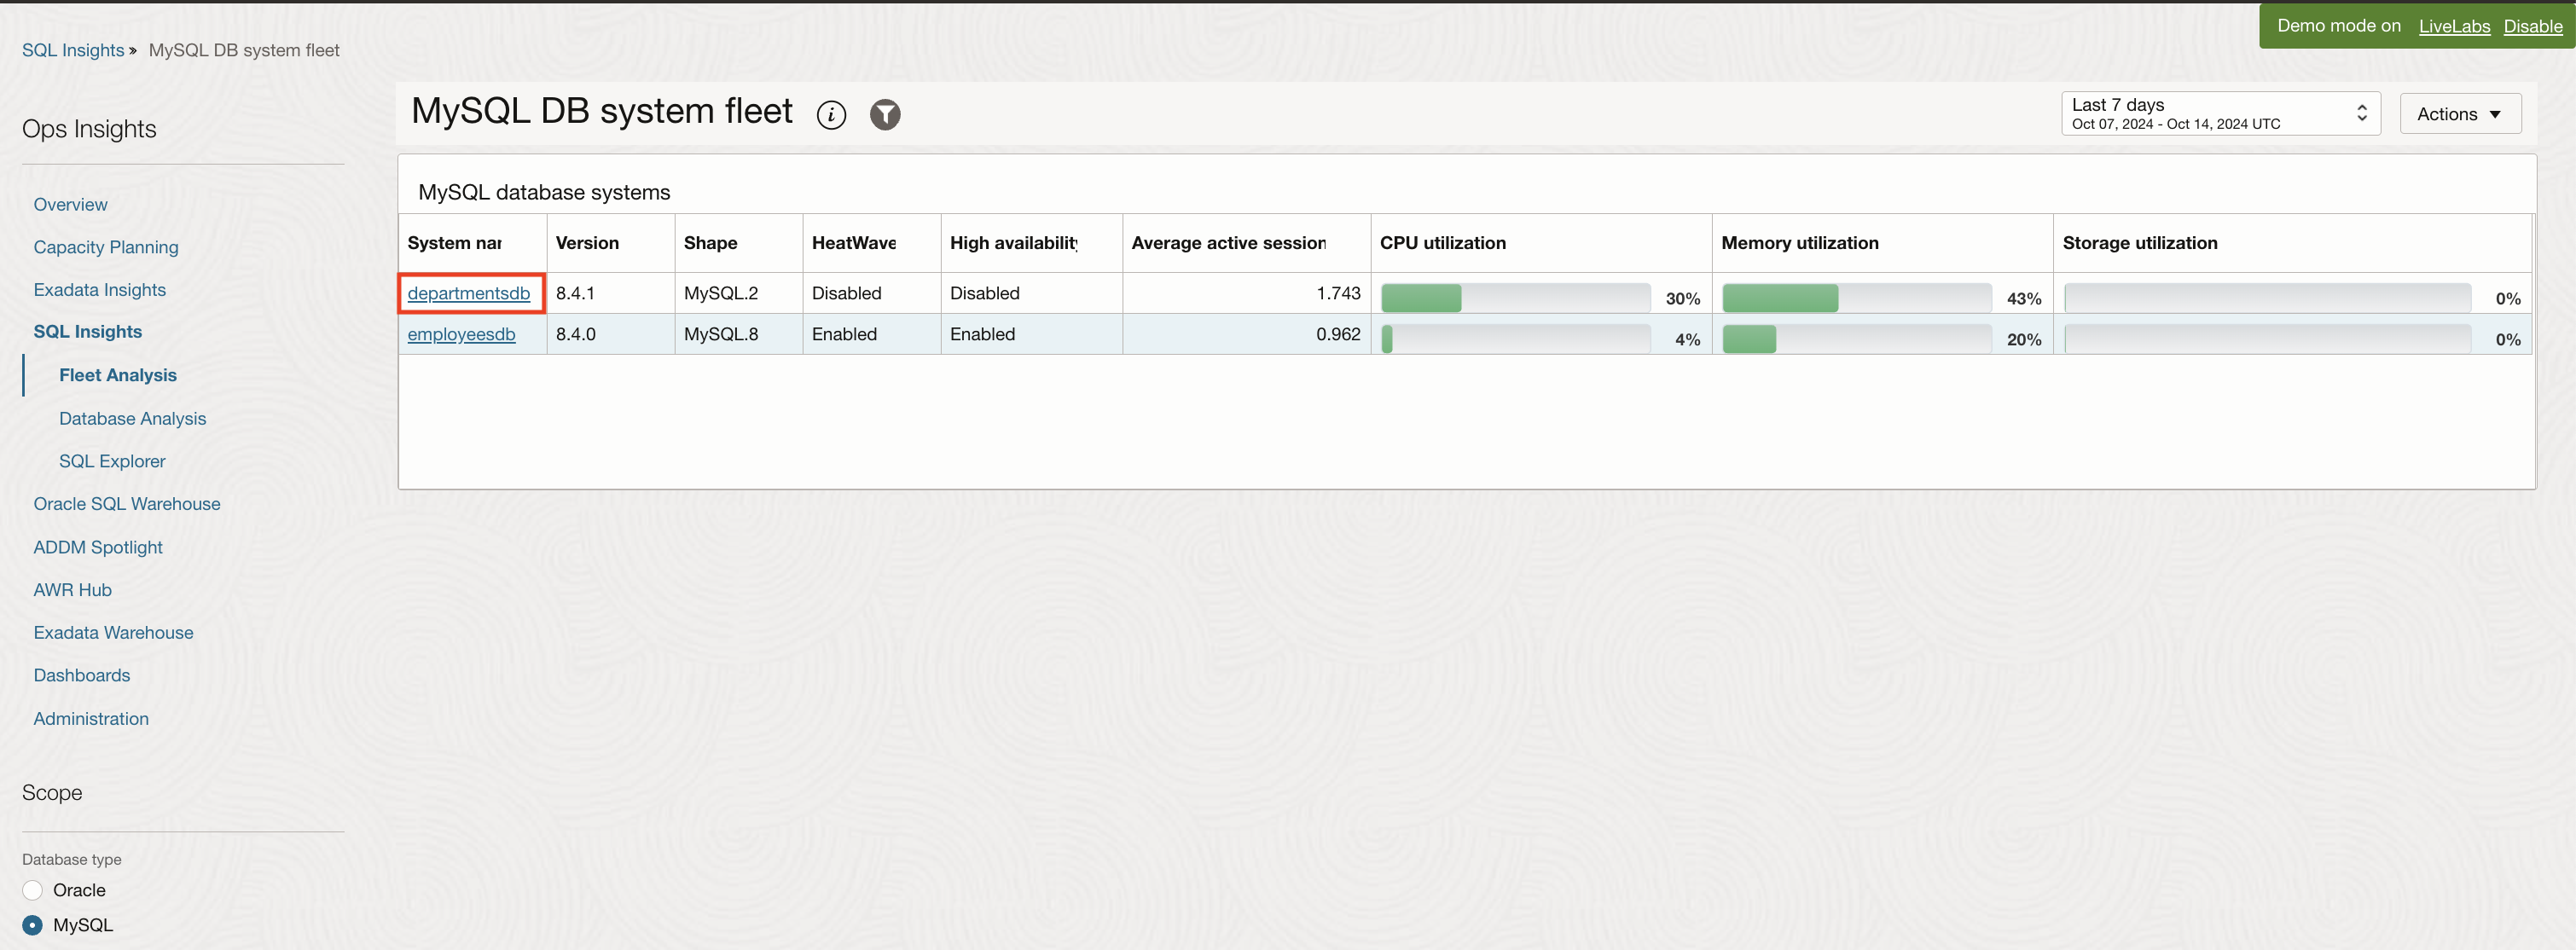 Demo mode on LiveLabs Disable
SQL Insights » MySQL DB system fleet
Ops Insights
Overview
Capacity Planning
Exadata Insights
SQL Insights
Fleet Analysis
Database Analysis
SQL Explorer
Oracle SQL Warehouse
ADDM Spotlight
AWR Hub
Exadata Warehouse
Dashboards
Administration
Scope
Database type
Oracle
MySQL
MySQL DB system fleet i
Last 7 days
Oct 07, 2024 - Oct 14, 2024 UTC
Actions
MySQL database systems
System nar Version Shape HeatWave High availability Average active session CPU utilization Memory utilization Storage utilization
departmentsdb 8.4.1 MySQL.2 Disabled Disabled 1.743 30% 43% 0%
employeesdb 8.4.0 MySQL.8 Enabled Enabled 0.962 4% 20% 0%